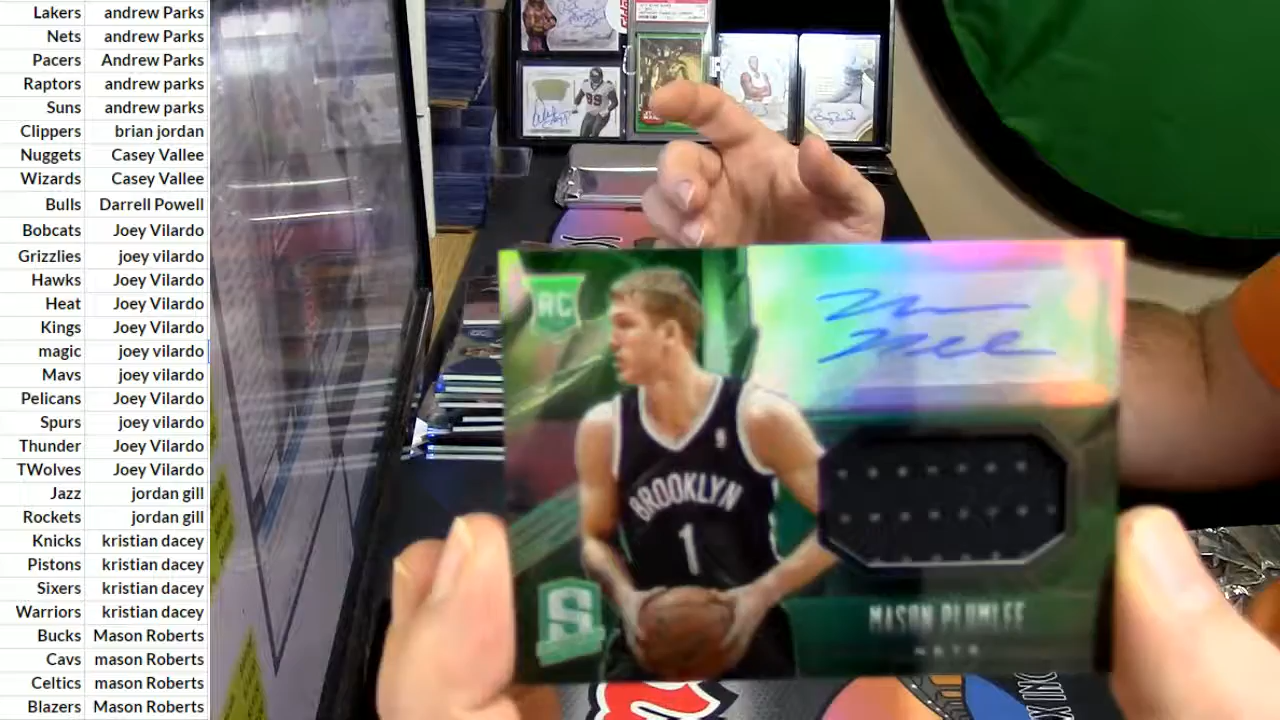 Lakers andrew Parks
Nets andrew Parks
Pacers Andrew Parks
Raptors andrew Parks
Suns andrew parks
Clippers brian jordan
Nuggets Casey Vallee
Wizards Casey Vallee
Bulls Darrell Powell
Bobcats Joey Vilardo
Grizzlies joey vilardo
Hawks Joey Vilardo
Heat Joey Vilardo
Kings Joey Vilardo
magic joey vilardo
Mavs joey vilardo
Pelicans Joey Vilardo
Spurs joey vilardo
Thunder Joey Vilardo
TWolves Joey Vilardo
Jazz jordan gill
Rockets jordan gill
Knicks kristian dacey
Pistons kristian dacey
Sixers kristian dacey
Warriors kristian dacey
Bucks Mason Roberts
Cavs mason Roberts
Celtics mason Roberts
Blazers Mason Roberts
RC
BROOKLYN
1
S
MASON PLUMLEE
NETS
89